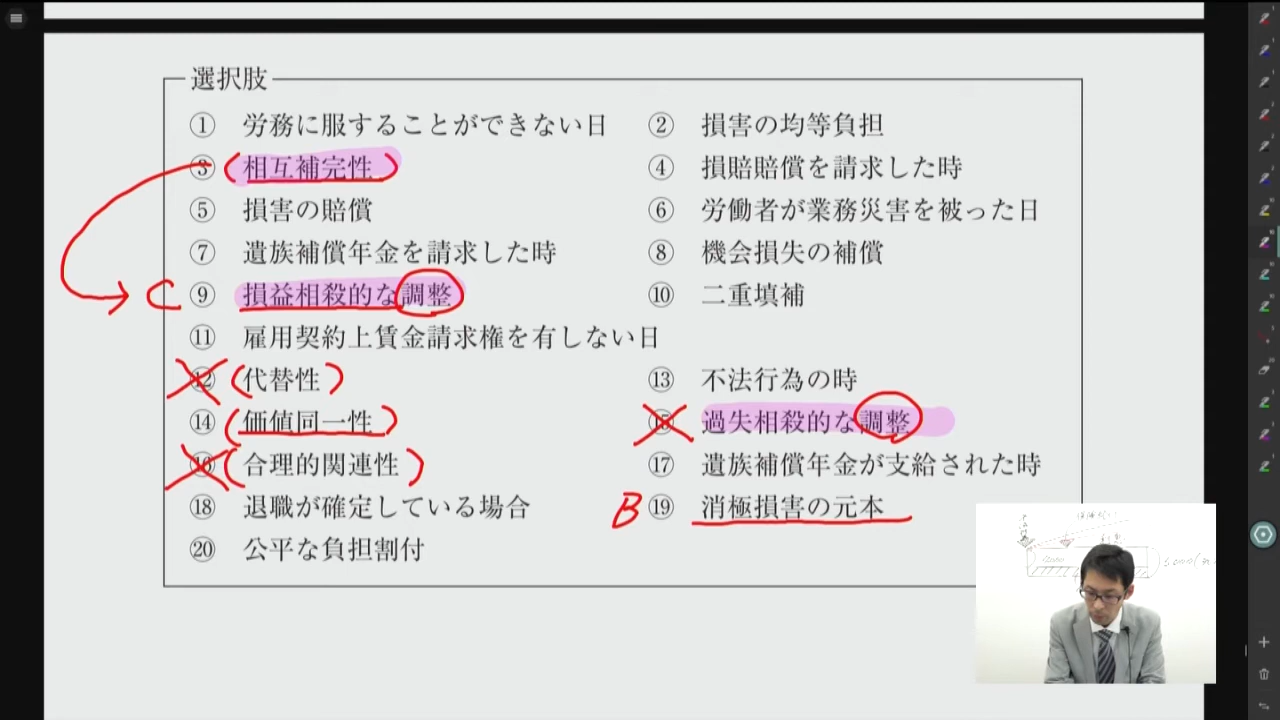 選択肢
① 労務に服することができない日 ② 損害の均等負担
③ 相互補完性 ④ 損賠賠償を請求した時
⑤ 損害の賠償 ⑥ 労働者が業務災害を被った日
⑦ 遺族補償年金を請求した時 ⑧ 機会損失の補償
C ⑨ 損益相殺的な調整 ⑩ 二重填補
⑪ 雇用契約上賃金請求権を有しない日
⑫ 代替性 ⑬ 不法行為の時
⑭ 価値同一性 ⑮ 過失相殺的な調整
⑯ 合理的関連性 ⑰ 遺族補償年金が支給された時
⑱ 退職が確定している場合 B ⑲ 消極損害の元本
⑳ 公平な負担割付